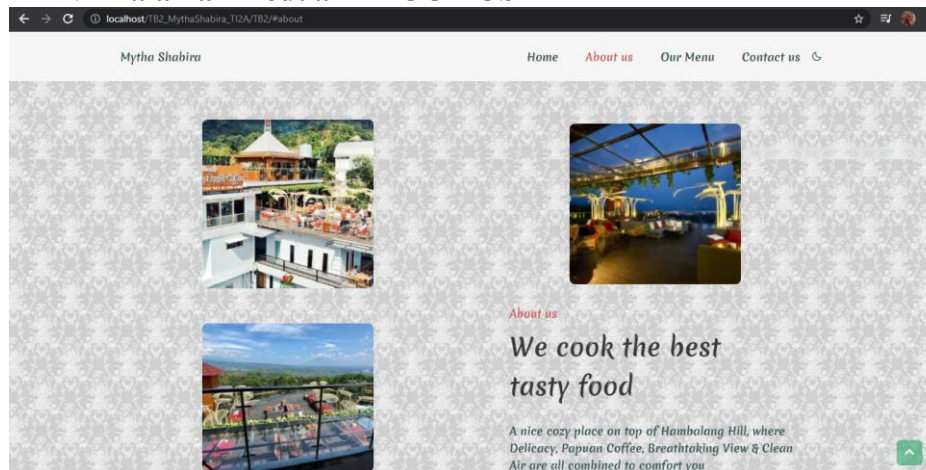 localhost/TB2_MythaShabira_TI2A/TB2/#about
Mytha Shabira
Home About us Our Menu Contact us
About us
We cook the best
tasty food
A nice cozy place on top of Hambalang Hill, where
Delicacy, Papuan Coffee, Breathtaking View & Clean
Air are all combined to comfort you